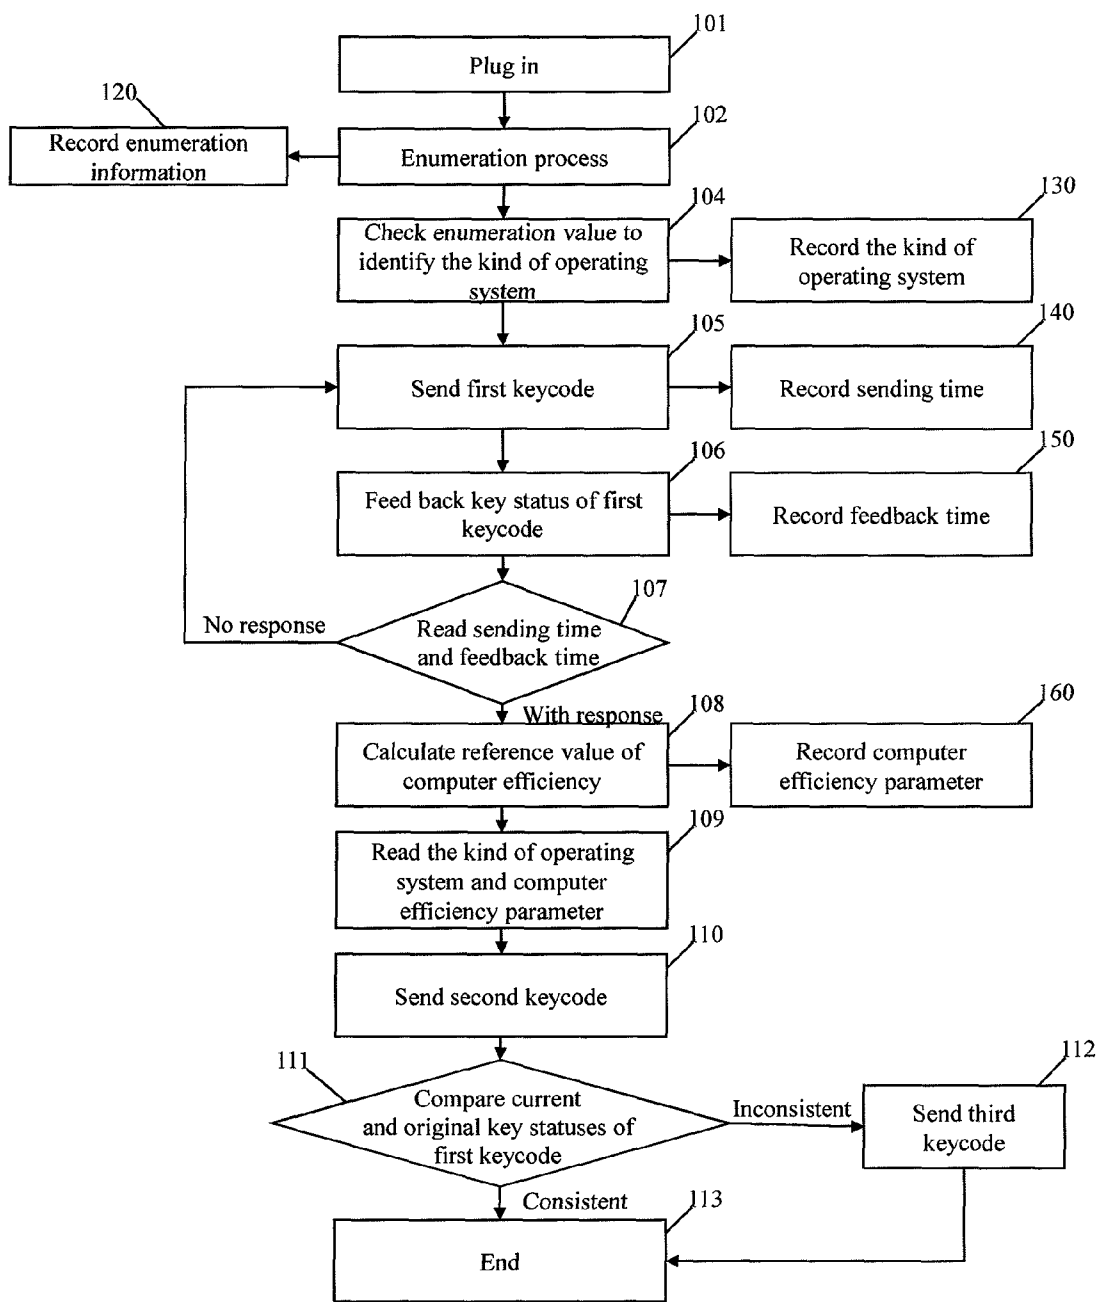 101
Plug in
120
102
Record enumeration
information
Enumeration process
104
130
Check enumeration value to
identify the kind of operating
system
Record the kind of
operating system
105
140
Send first keycode
Record sending time
106
150
Feed back key status of first
keycode
Record feedback time
107
No response
Read sending time
and feedback time
With response
108
160
Calculate reference value of
computer efficiency
Record computer
efficiency parameter
109
Read the kind of operating
system and computer
efficiency parameter
110
Send second keycode
111
112
Compare current
and original key statuses of
first keycode
Inconsistent
Send third
keycode
Consistent
113
End